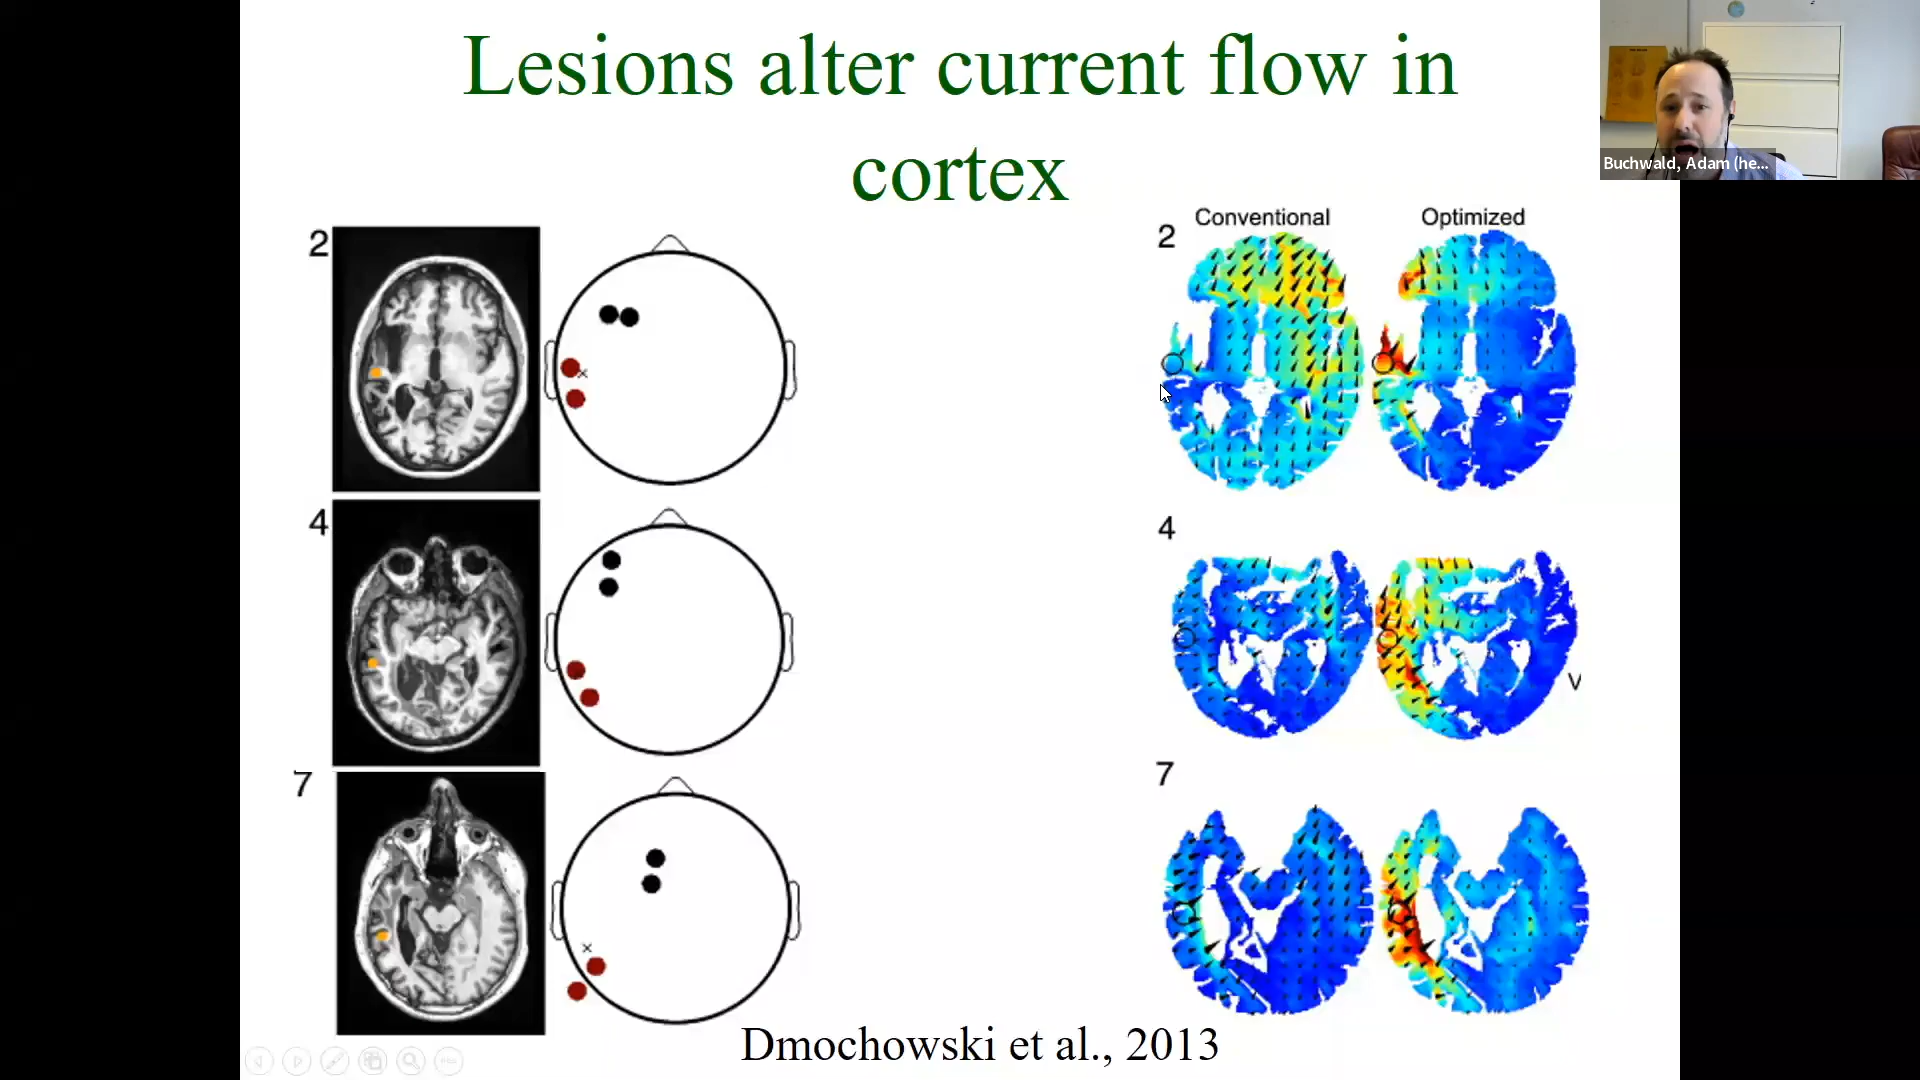 Lesions alter current flow in
cortex
Buchwald, Adam (he...
2
4
7
Conventional Optimized
2
4
V
7
Dmochowski et al., 2013